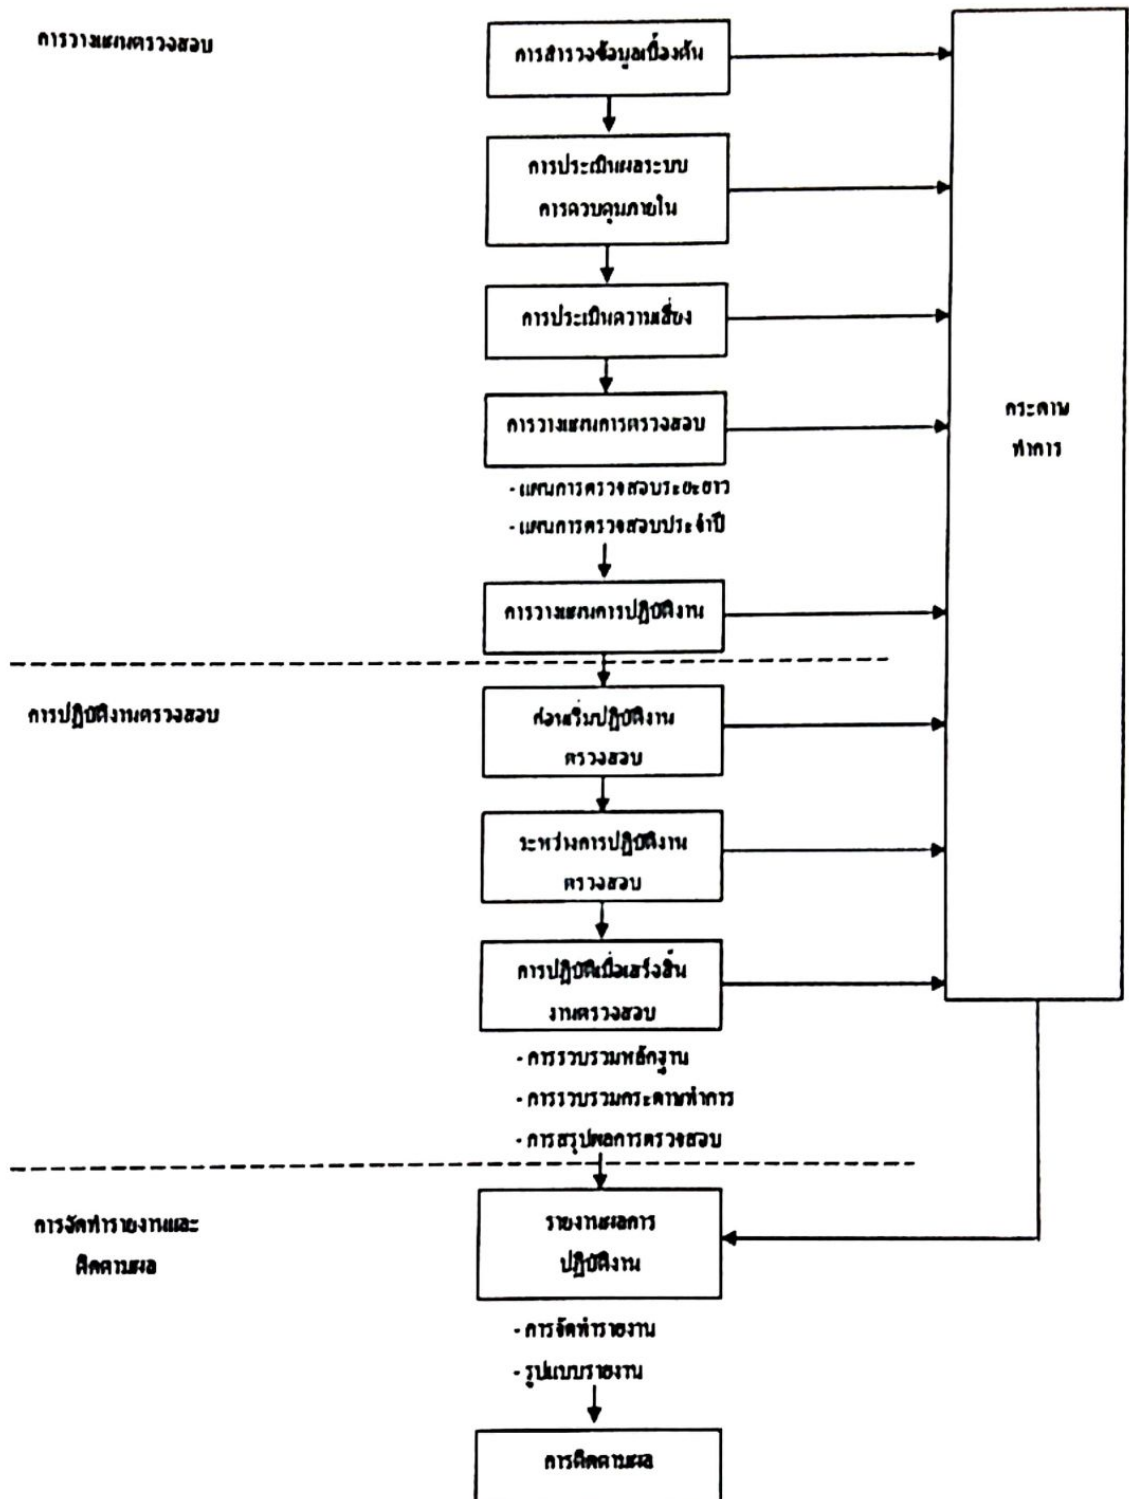 การวางแผนตรวจสอบ
การสำรวจข้อมูลเบื้องต้น
การประเมินผลระบบ
การควบคุมภายใน
การประเมินความเสี่ยง
การวางแผนการตรวจสอบ
- แผนการตรวจสอบระยะยาว
- แผนการตรวจสอบประจำปี
การวางแผนการปฏิบัติงาน
กระดาษ
ทำการ
การปฏิบัติงานตรวจสอบ
ก่อนเริ่มปฏิบัติงาน
ตรวจสอบ
ระหว่างการปฏิบัติงาน
ตรวจสอบ
การปฏิบัติเมื่อเสร็จสิ้น
งานตรวจสอบ
- การรวบรวมหลักฐาน
- การรวบรวมกระดาษทำการ
- การสรุปผลการตรวจสอบ
การจัดทำรายงานและ
ติดตามผล
รายงานผลการ
ปฏิบัติงาน
- การจัดทำรายงาน
- รูปแบบรายงาน
การติดตามผล